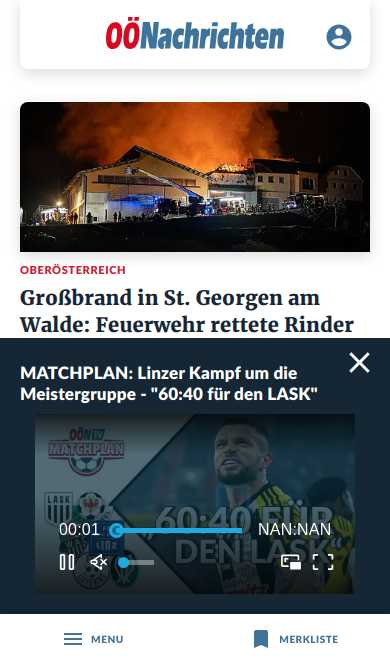 OÖNachrichten
OBERÖSTERREICH
Großbrand in St. Georgen am
Walde: Feuerwehr rettete Rinder
MATCHPLAN: Linzer Kampf um die
Meistergruppe - "60:40 für den LASK"
OÖN TV
MATCHPLAN
LASK
60:40 FÜR
DEN LASK"
00:01
NAN:NAN
MENU
MERKLISTE